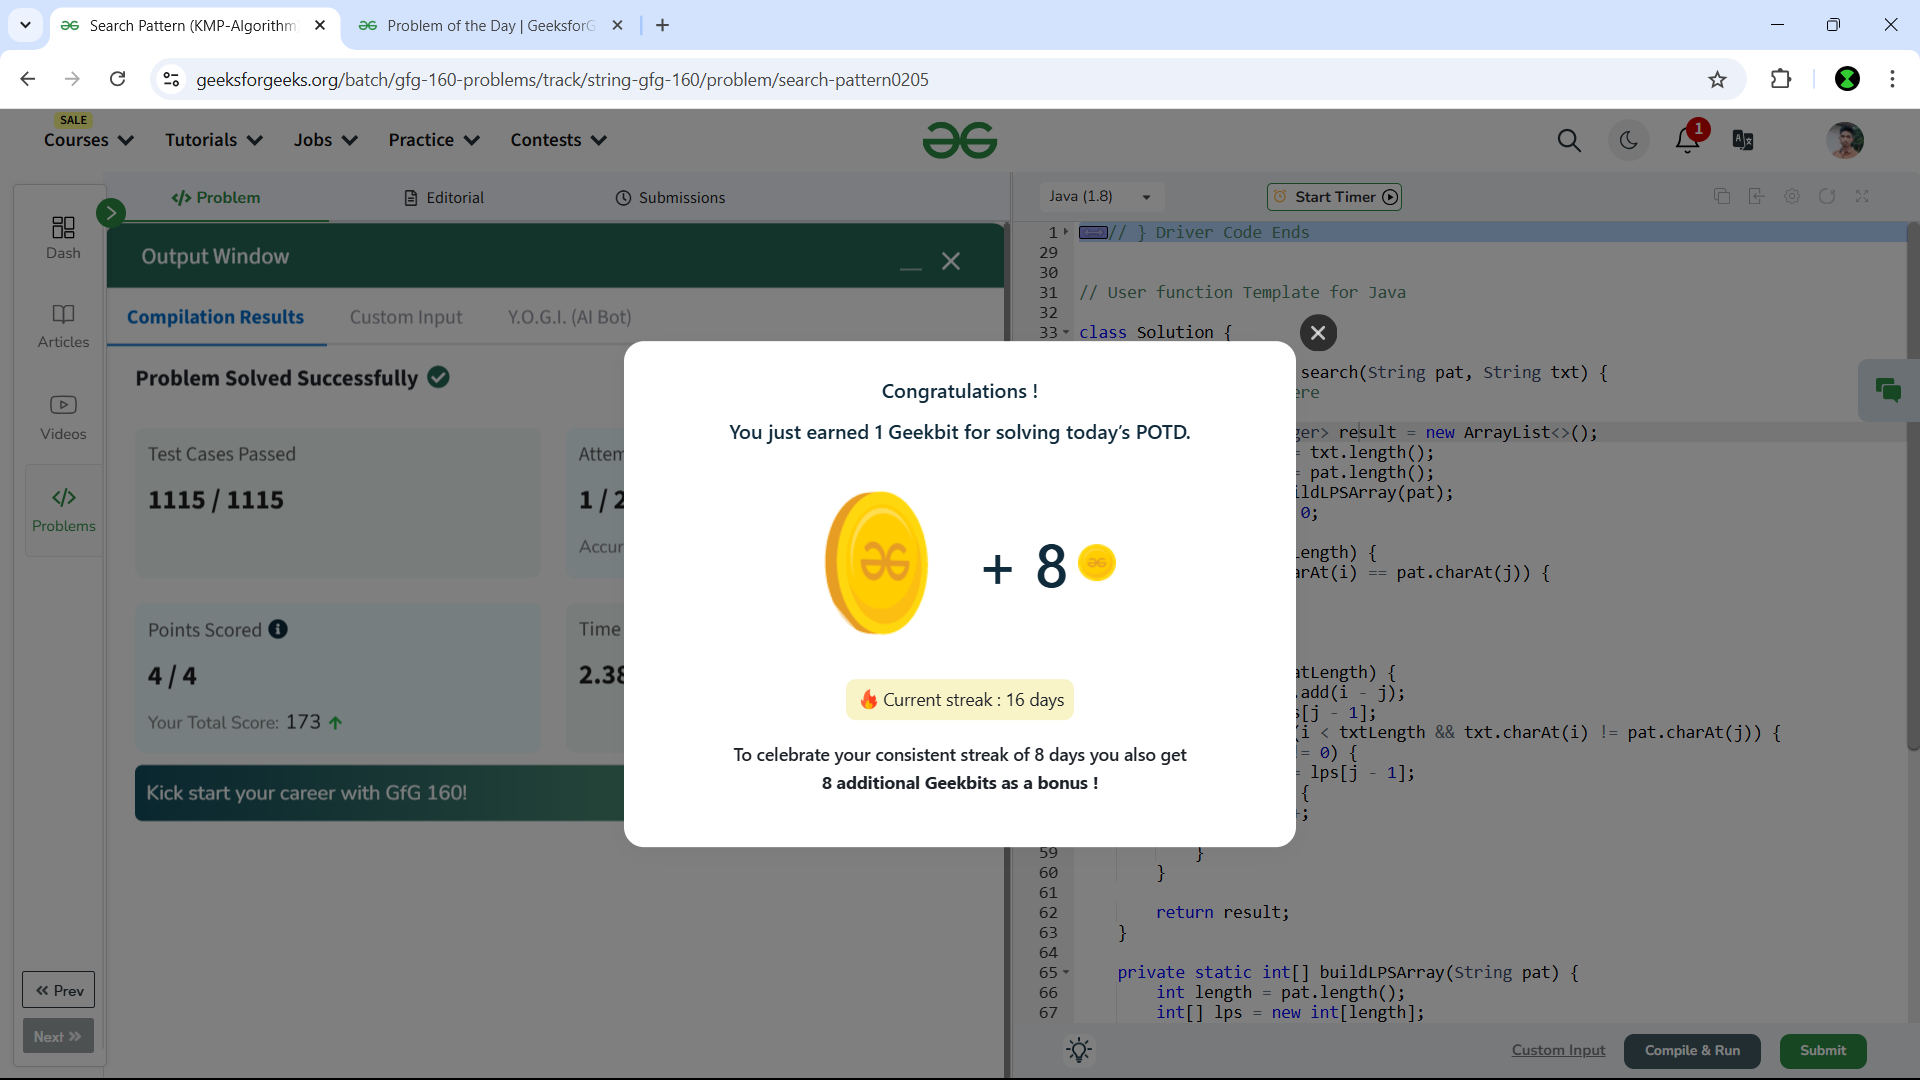 Search Pattern (KMP-Algorithm
Problem of the Day | GeeksforG
geeksforgeeks.org/batch/gfg-160-problems/track/string-gfg-160/problem/search-pattern0205
SALE
Courses
Tutorials
Jobs
Practice
Contests
1
Dash
Articles
Videos
</>
Problems
Prev
Next
</> Problem
Editorial
Submissions
Output Window
Compilation Results
Custom Input
Y.O.G.I. (AI Bot)
Problem Solved Successfully
Test Cases Passed
1115 / 1115
Attem
1 / 2
Accur
Points Scored
4 / 4
Your Total Score: 173
Time
2.38
Kick start your career with GfG 160!
Congratulations !
You just earned 1 Geekbit for solving today's POTD.
+ 8
Current streak : 16 days
To celebrate your consistent streak of 8 days you also get
8 additional Geekbits as a bonus !
Java (1.8)
Start Timer
1 // } Driver Code Ends
29
30
31 // User function Template for Java
32
33 class Solution {
search(String pat, String txt) {
ere
ger> result = new ArrayList<>();
= txt.length();
= pat.length();
ildLPSArray(pat);
0;
Length) {
arAt(i) == pat.charAt(j)) {
atLength) {
.add(i - j);
s[j - 1];
(i < txtLength && txt.charAt(i) != pat.charAt(j)) {
!= 0) {
= lps[j - 1];
{
+;
59 }
60 }
61
62 return result;
63 }
64
65 private static int[] buildLPSArray(String pat) {
66 int length = pat.length();
67 int[] lps = new int[length];
Custom Input
Compile & Run
Submit